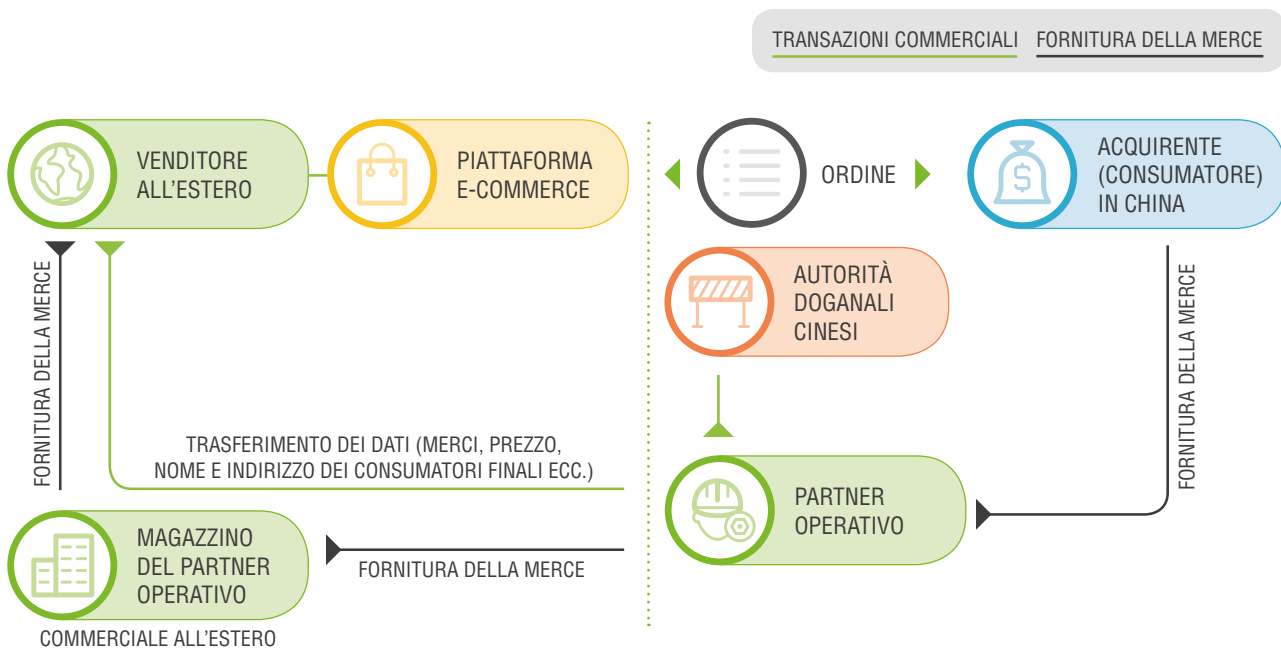 TRANSAZIONI COMMERCIALI FORNITURA DELLA MERCE
VENDITORE
ALL'ESTERO
PIATTAFORMA
E-COMMERCE
ORDINE
ACQUIRENTE
(CONSUMATORE)
IN CHINA
AUTORITÀ
DOGANALI
CINESI
FORNITURA DELLA MERCE
FORNITURA DELLA MERCE
TRASFERIMENTO DEI DATI (MERCI, PREZZO,
NOME E INDIRIZZO DEI CONSUMATORI FINALI ECC.)
PARTNER
OPERATIVO
MAGAZZINO
DEL PARTNER
OPERATIVO
FORNITURA DELLA MERCE
COMMERCIALE ALL'ESTERO